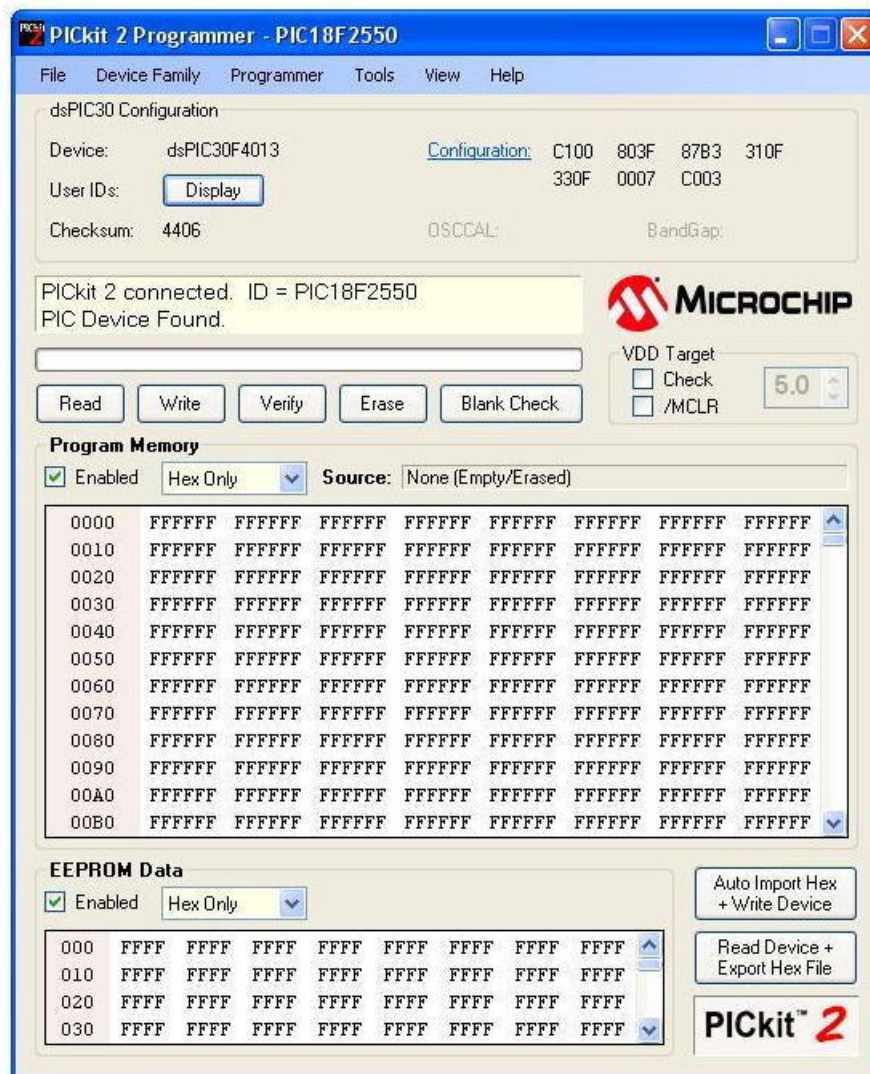 PICkit 2 Programmer - PIC18F2550
File Device Family Programmer Tools View Help
dsPIC30 Configuration
Device: dsPIC30F4013 Configuration: C100 803F 87B3 310F
330F 0007 C003
User IDs: Display
Checksum: 4406 OSCCAL: BandGap:
PICkit 2 connected. ID = PIC18F2550
PIC Device Found.
MICROCHIP
VDD Target
Check
/MCLR
5.0
Read Write Verify Erase Blank Check
Program Memory
Enabled Hex Only Source: None (Empty/Erased)
0000 FFFFFF FFFFFF FFFFFF FFFFFF FFFFFF FFFFFF FFFFFF FFFFFF
0010 FFFFFF FFFFFF FFFFFF FFFFFF FFFFFF FFFFFF FFFFFF FFFFFF
0020 FFFFFF FFFFFF FFFFFF FFFFFF FFFFFF FFFFFF FFFFFF FFFFFF
0030 FFFFFF FFFFFF FFFFFF FFFFFF FFFFFF FFFFFF FFFFFF FFFFFF
0040 FFFFFF FFFFFF FFFFFF FFFFFF FFFFFF FFFFFF FFFFFF FFFFFF
0050 FFFFFF FFFFFF FFFFFF FFFFFF FFFFFF FFFFFF FFFFFF FFFFFF
0060 FFFFFF FFFFFF FFFFFF FFFFFF FFFFFF FFFFFF FFFFFF FFFFFF
0070 FFFFFF FFFFFF FFFFFF FFFFFF FFFFFF FFFFFF FFFFFF FFFFFF
0080 FFFFFF FFFFFF FFFFFF FFFFFF FFFFFF FFFFFF FFFFFF FFFFFF
0090 FFFFFF FFFFFF FFFFFF FFFFFF FFFFFF FFFFFF FFFFFF FFFFFF
00A0 FFFFFF FFFFFF FFFFFF FFFFFF FFFFFF FFFFFF FFFFFF FFFFFF
00B0 FFFFFF FFFFFF FFFFFF FFFFFF FFFFFF FFFFFF FFFFFF FFFFFF
EEPROM Data
Enabled Hex Only
000 FFFF FFFF FFFF FFFF FFFF FFFF FFFF FFFF
010 FFFF FFFF FFFF FFFF FFFF FFFF FFFF FFFF
020 FFFF FFFF FFFF FFFF FFFF FFFF FFFF FFFF
030 FFFF FFFF FFFF FFFF FFFF FFFF FFFF FFFF
Auto Import Hex
+ Write Device
Read Device +
Export Hex File
PICkit™ 2